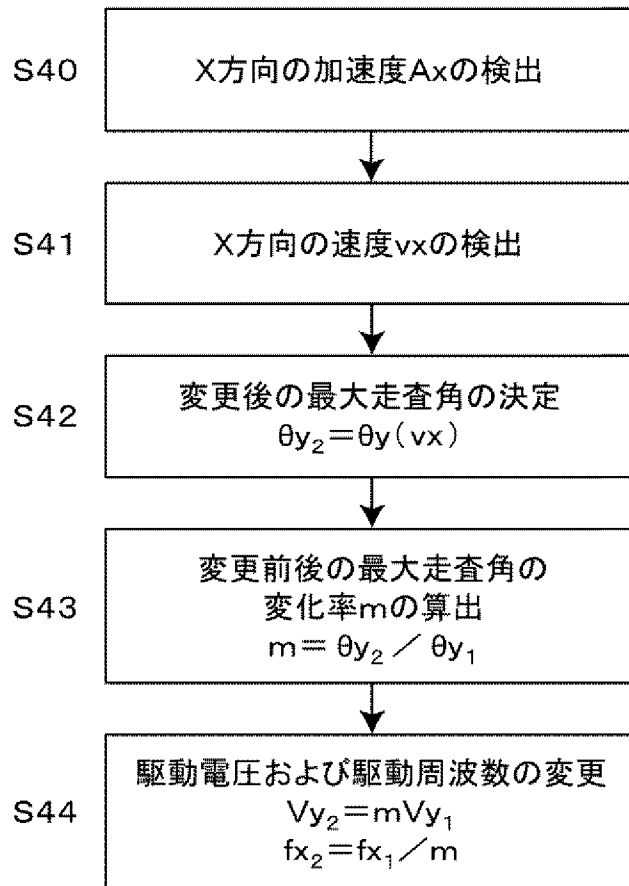 S40
X方向の加速度Axの検出
S41
X方向の速度vxの検出
S42
変更後の最大走査角の決定
θy₂=θy(vx)
S43
変更前後の最大走査角の
変化率mの算出
m=θy₂/θy₁
S44
駆動電圧および駆動周波数の変更
Vy₂=mVy₁
fx₂=fx₁/m